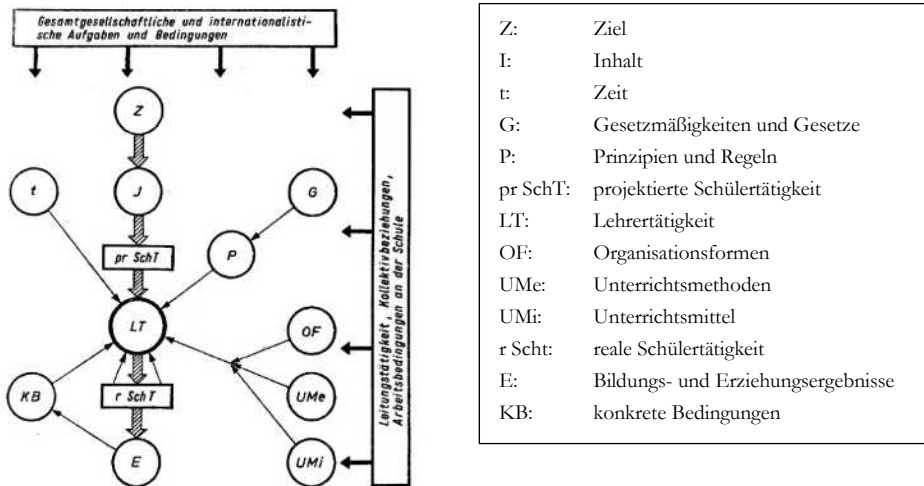 Gesamtgesellschaftliche und internationalisti-
sche Aufgaben und Bedingungen
Z
t
J
G
pr SchT
P
LT
OF
KB
r SchT
UMe
E
UMi
Leitungstätigkeit, Kollektivbeziehungen,
Arbeitsbedingungen an der Schule
Z: Ziel
I: Inhalt
t: Zeit
G: Gesetzmäßigkeiten und Gesetze
P: Prinzipien und Regeln
pr SchT: projektierte Schülertätigkeit
LT: Lehrertätigkeit
OF: Organisationsformen
UMe: Unterrichtsmethoden
UMi: Unterrichtsmittel
r Scht: reale Schülertätigkeit
E: Bildungs- und Erziehungsergebnisse
KB: konkrete Bedingungen